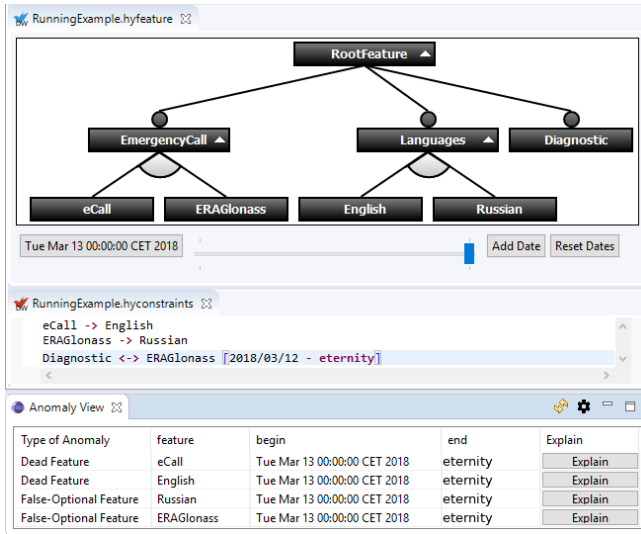 RunningExample.hyfeature
RootFeature
EmergencyCall
Languages
Diagnostic
eCall
ERAGlonass
English
Russian
Tue Mar 13 00:00:00 CET 2018
Add Date
Reset Dates
RunningExample.hyconstraints
eCall -> English
ERAGlonass -> Russian
Diagnostic <-> ERAGlonass [2018/03/12 - eternity]
Anomaly View
Type of Anomaly feature begin end Explain
Dead Feature eCall Tue Mar 13 00:00:00 CET 2018 eternity Explain
Dead Feature English Tue Mar 13 00:00:00 CET 2018 eternity Explain
False-Optional Feature Russian Tue Mar 13 00:00:00 CET 2018 eternity Explain
False-Optional Feature ERAGlonass Tue Mar 13 00:00:00 CET 2018 eternity Explain